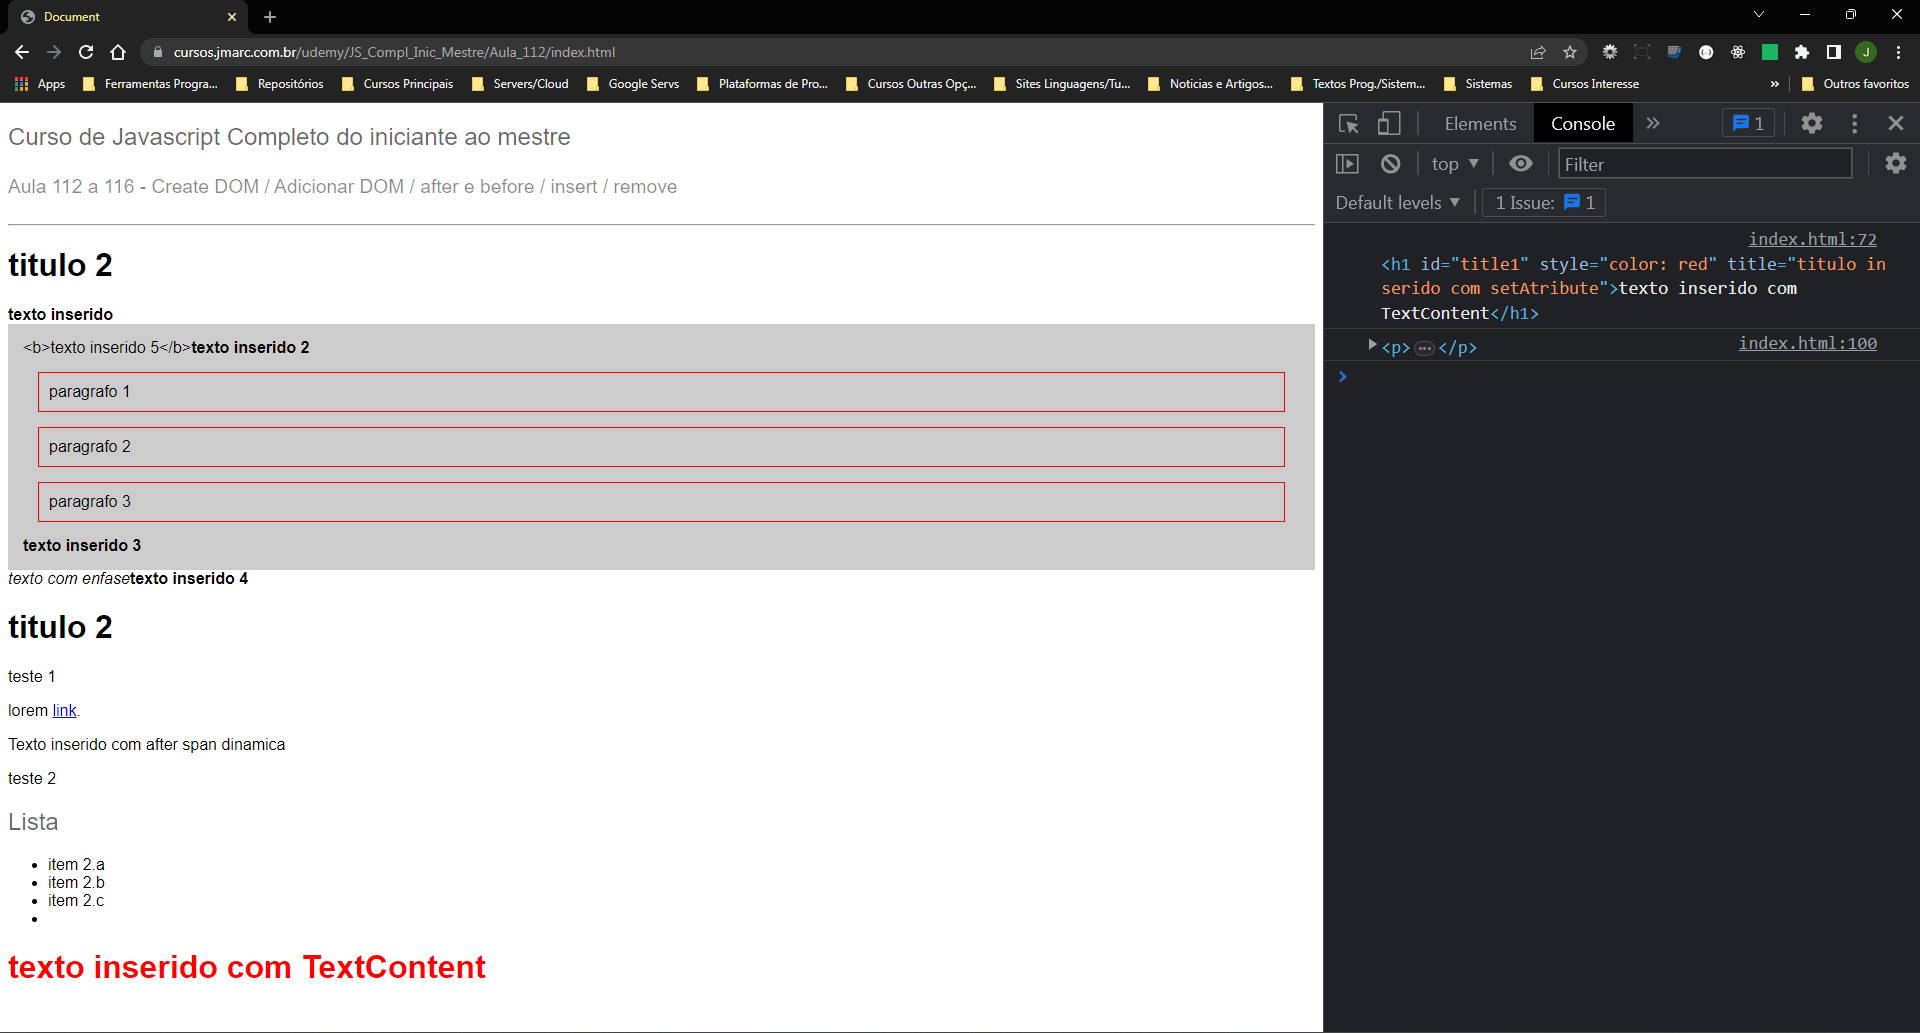 Document
cursos.jmarc.com.br/udemy/JS_Compl_Inic_Mestre/Aula_112/index.html
J
Apps Ferramentas Progra... Repositórios Cursos Principais Servers/Cloud Google Servs Plataformas de Pro... Cursos Outras Opç... Sites Linguagens/Tu... Noticias e Artigos... Textos Prog./Sistem... Sistemas Cursos Interesse » Outros favoritos
Curso de Javascript Completo do iniciante ao mestre
Aula 112 a 116 - Create DOM / Adicionar DOM / after e before / insert / remove
titulo 2
texto inserido
<b>texto inserido 5</b>texto inserido 2
paragrafo 1
paragrafo 2
paragrafo 3
texto inserido 3
texto com enfasetexto inserido 4
titulo 2
teste 1
lorem link.
Texto inserido com after span dinamica
teste 2
Lista
• item 2.a
• item 2.b
• item 2.c
•
texto inserido com TextContent
Elements Console » 1
top Filter
Default levels 1 Issue: 1
index.html:72
<h1 id="title1" style="color: red" title="titulo in
serido com setAtribute">texto inserido com
TextContent</h1>
<p>…</p> index.html:100